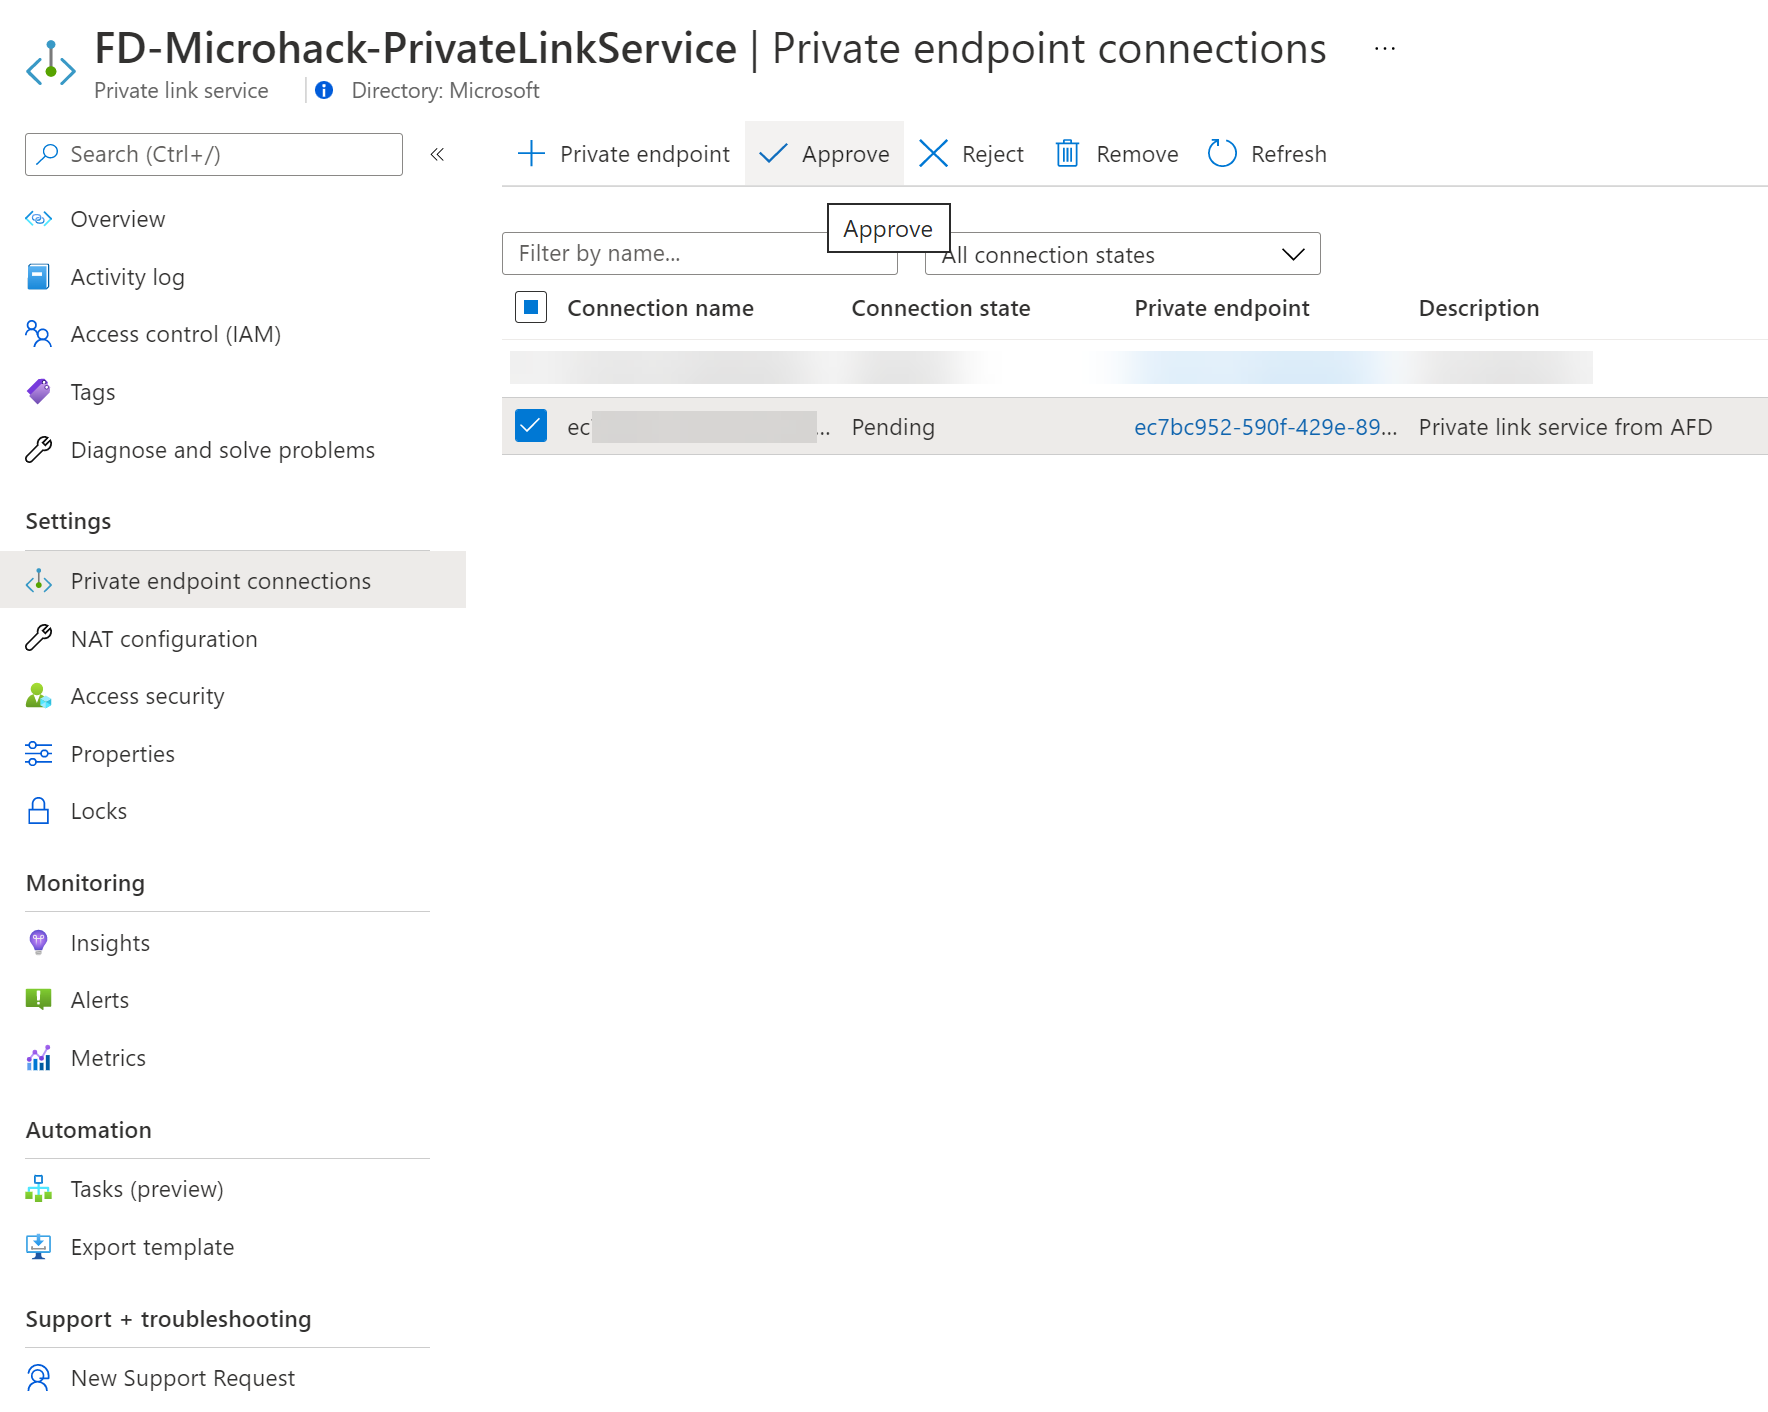 FD-Microhack-PrivateLinkService | Private endpoint connections ...
Private link service
Directory: Microsoft
Search (Ctrl+/)
«
Overview
Activity log
Access control (IAM)
Tags
Diagnose and solve problems
Settings
Private endpoint connections
NAT configuration
Access security
Properties
Locks
Monitoring
Insights
Alerts
Metrics
Automation
Tasks (preview)
Export template
Support + troubleshooting
New Support Request
Private endpoint
Approve
Reject
Remove
Refresh
Approve
Filter by name...
All connection states
Connection name Connection state Private endpoint Description
ec ... Pending ec7bc952-590f-429e-89... Private link service from AFD